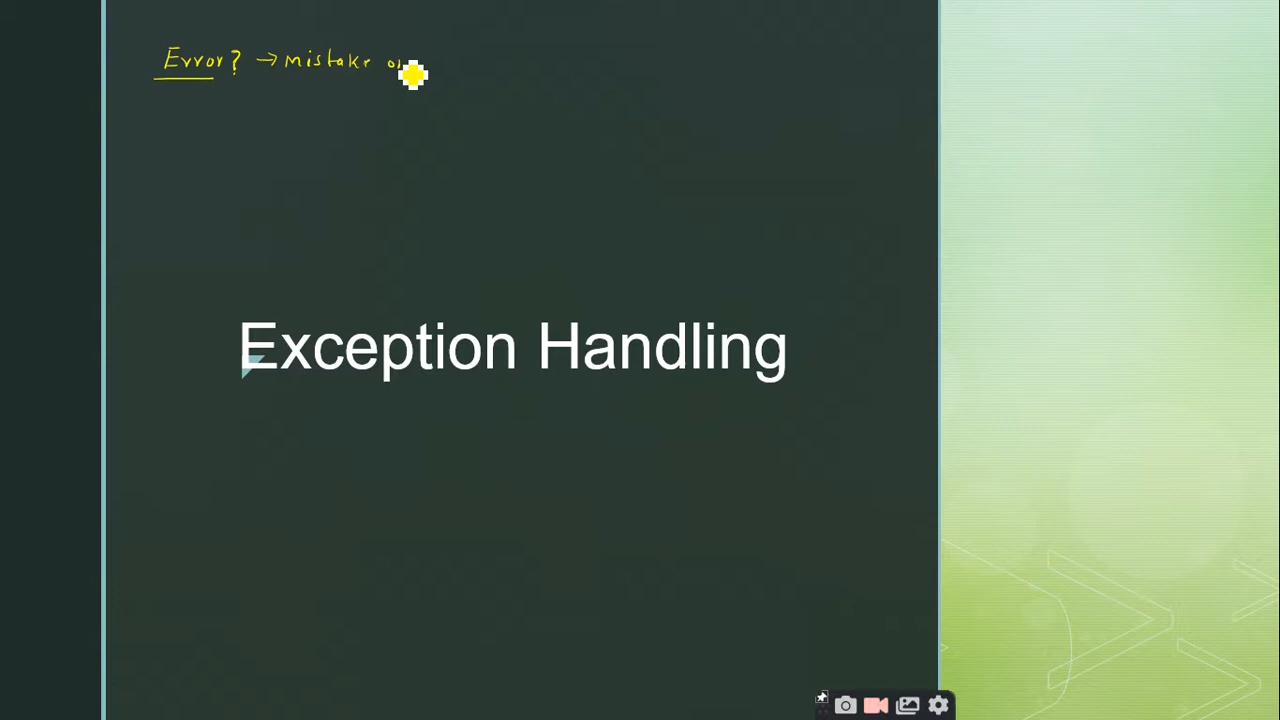 Error? → mistake
Exception Handling